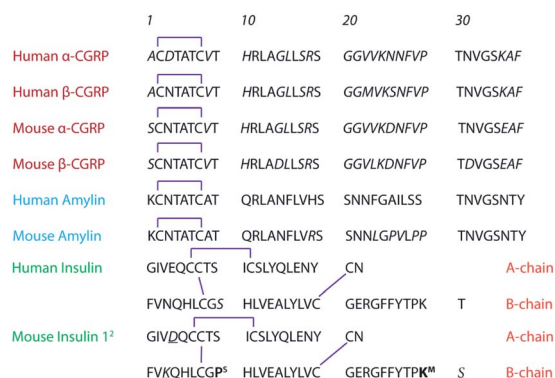 1 10 20 30
Human α-CGRP ACDTATCVT HRLAGLLSRS GGVVKNNFVP TNVGSKAF
Human β-CGRP ACNTATCVT HRLAGLLSRS GGMVKSNFVP TNVGSKAF
Mouse α-CGRP SCNTATCVT HRLAGLLSRS GGVVKDNFVP TNVGSEAF
Mouse β-CGRP SCNTATCVT HRLADLLSRS GGVLKDNFVP TDVGSEAF
Human Amylin KCNTATCAT QRLANFLVHS SNNFGAILSS TNVGSNTY
Mouse Amylin KCNTATCAT QRLANFLVRS SNNLGPVLPP TNVGSNTY
Human Insulin GIVEQCCTS ICSLYQLENY CN A-chain
FVNQHLCGS HLVEALYLVC GERGFFYTPK T B-chain
Mouse Insulin 1² GIVDQCCTS ICSLYQLENY CN A-chain
FVKQHLCGPˢ HLVEALYLVC GERGFFYTPKᴹ S B-chain